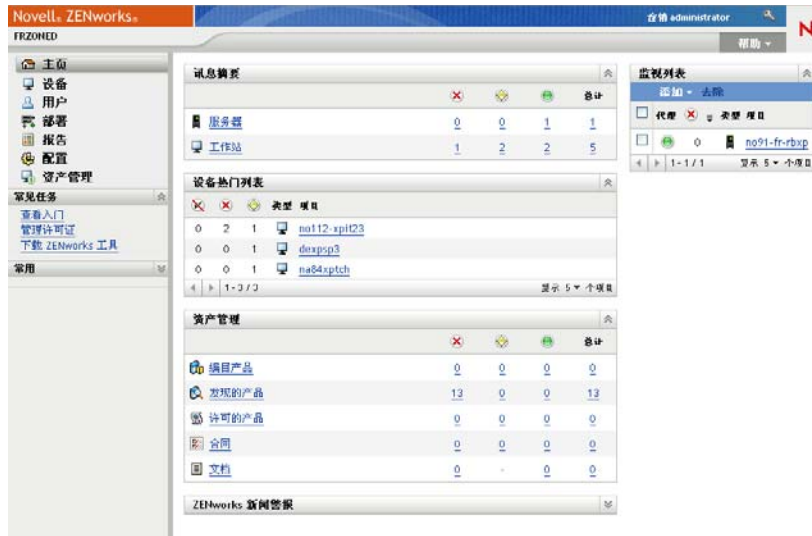 Novell® ZENworks®
注销 administrator
FRZONED
帮助
主页
设备
用户
部署
报告
配置
资产管理
常见任务
查看入门
管理许可证
下载 ZENworks 工具
常用
讯息摘要
总计
服务器 0 0 1 1
工作站 1 2 2 5
设备热门列表
类型 项目
0 2 1 no112-xpit23
0 0 1 dexpsp3
0 0 1 na84xptch
1 - 3 / 3 显示 5 个项目
资产管理
总计
编目产品 0 0 0 0
发现的产品 13 0 0 13
许可的产品 0 0 0 0
合同 0 0 0 0
文档 0 - 0 0
ZENworks 新闻警报
监视列表
添加 去除
代理 类型 项目
0 no91-fr-rbxp
1 - 1 / 1 显示 5 个项目